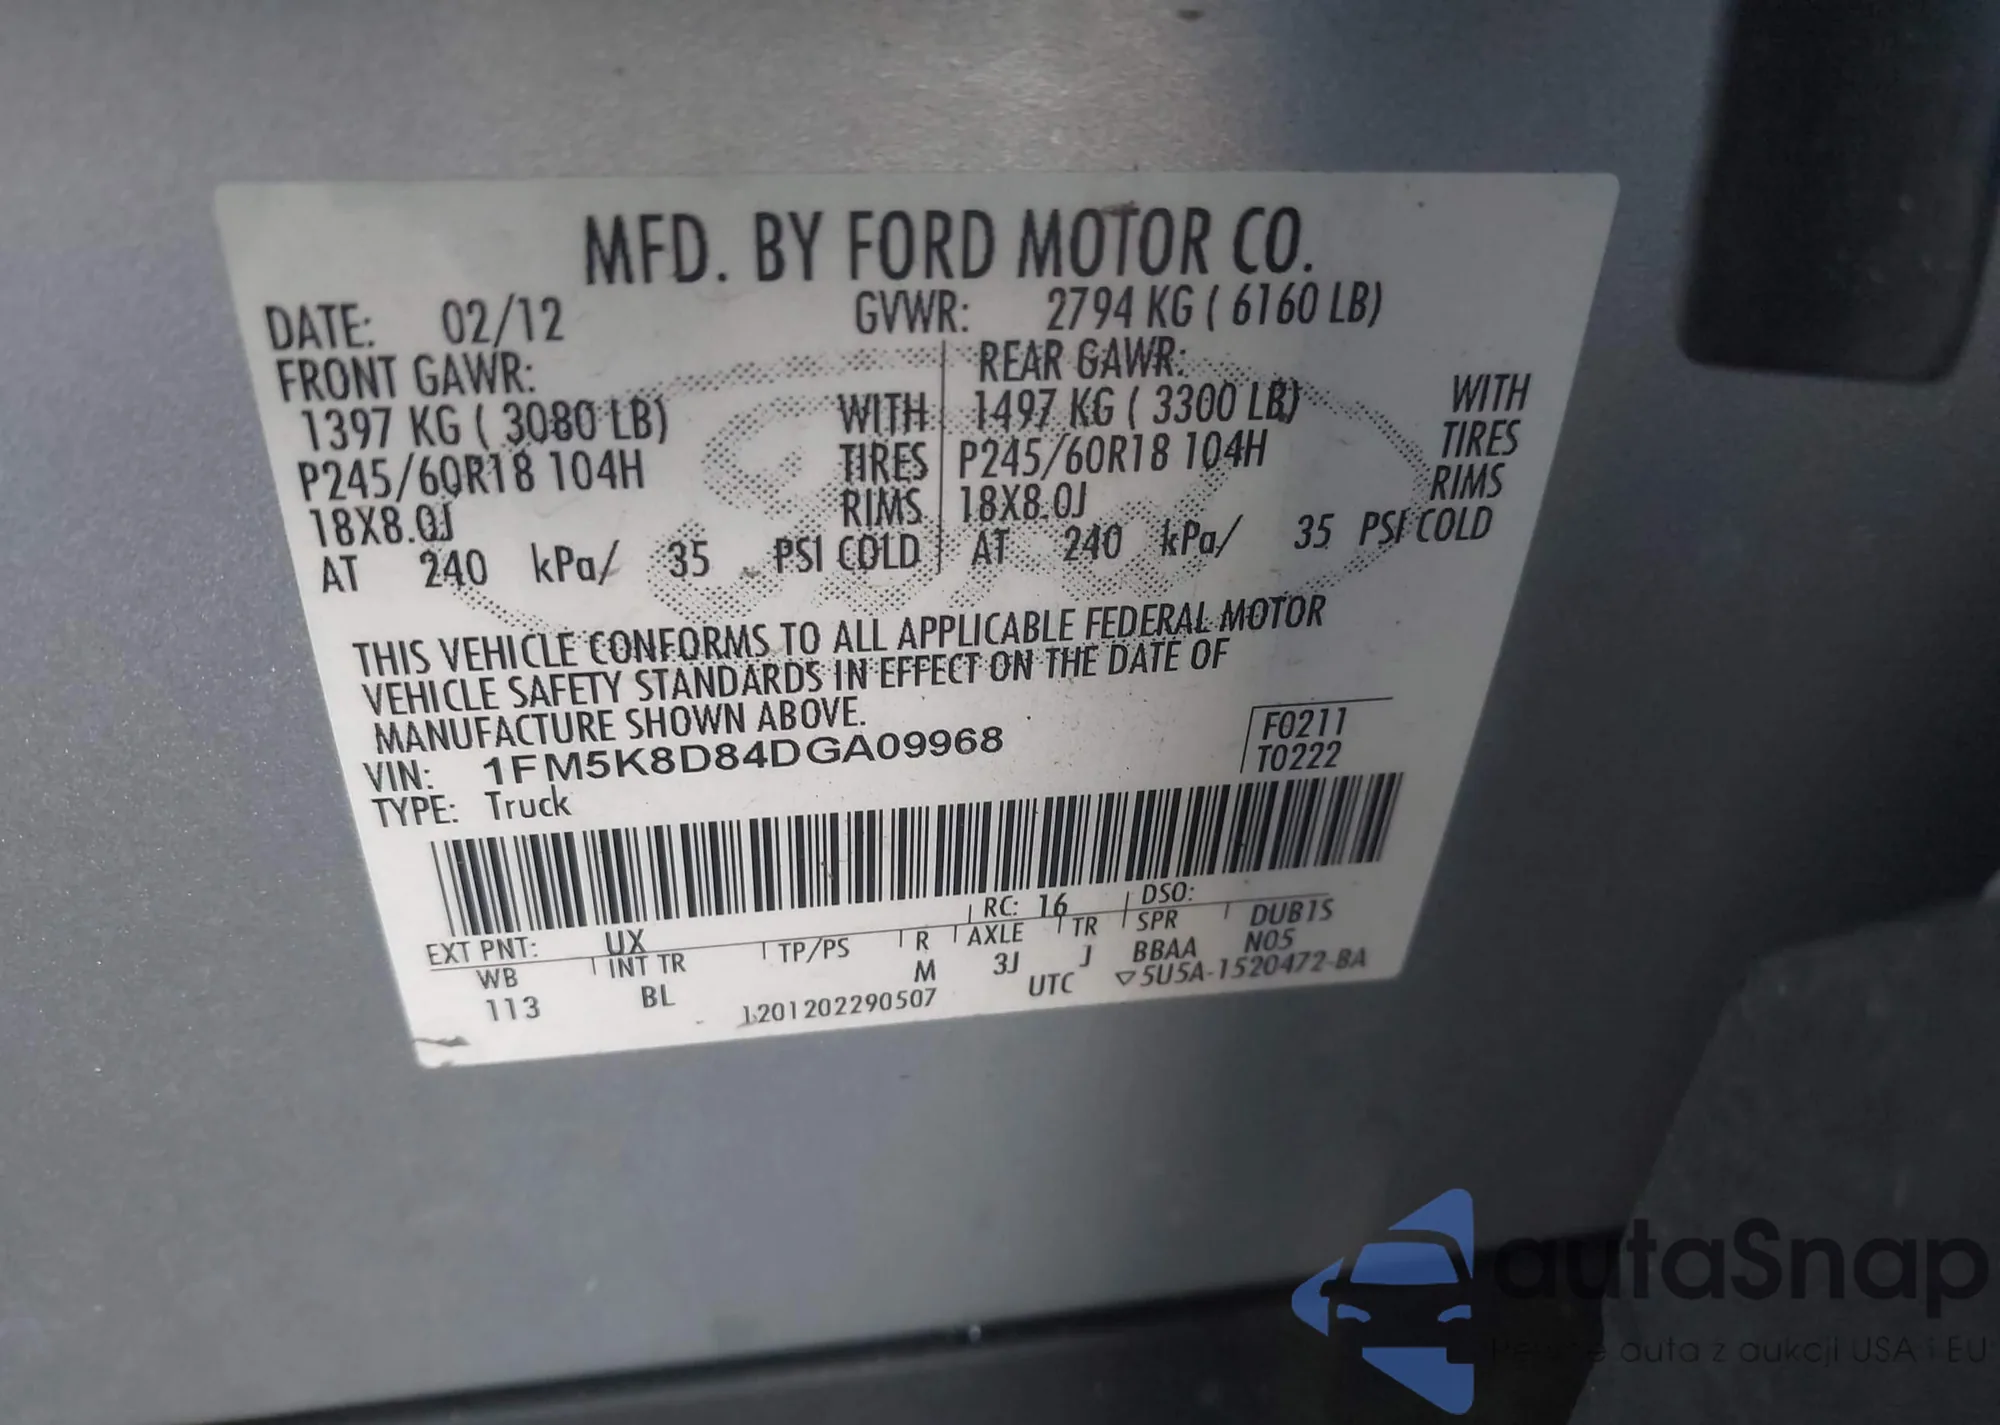 MFD. BY FORD MOTOR CO.
DATE: 02/12 GVWR: 2794 KG ( 6160 LB)
FRONT GAWR: REAR GAWR:
1397 KG ( 3080 LB) WITH 1497 KG ( 3300 LB) WITH
P245/60R18 104H TIRES P245/60R18 104H TIRES
18X8.0J RIMS 18X8.0J RIMS
AT 240 kPa/ 35 PSI COLD AT 240 kPa/ 35 PSI COLD
THIS VEHICLE CONFORMS TO ALL APPLICABLE FEDERAL MOTOR
VEHICLE SAFETY STANDARDS IN EFFECT ON THE DATE OF
MANUFACTURE SHOWN ABOVE.
VIN: 1FM5K8D84DGA09968 F0211
TYPE: Truck T0222
EXT PNT: UX RC: 16 DSO:
WB INT TR TP/PS R AXLE TR SPR DUB1S
113 BL M 3J J BBAA N05
1201202290507 UTC ▽5U5A-1520472-BA
autaSnap
auta z aukcji USA i EU